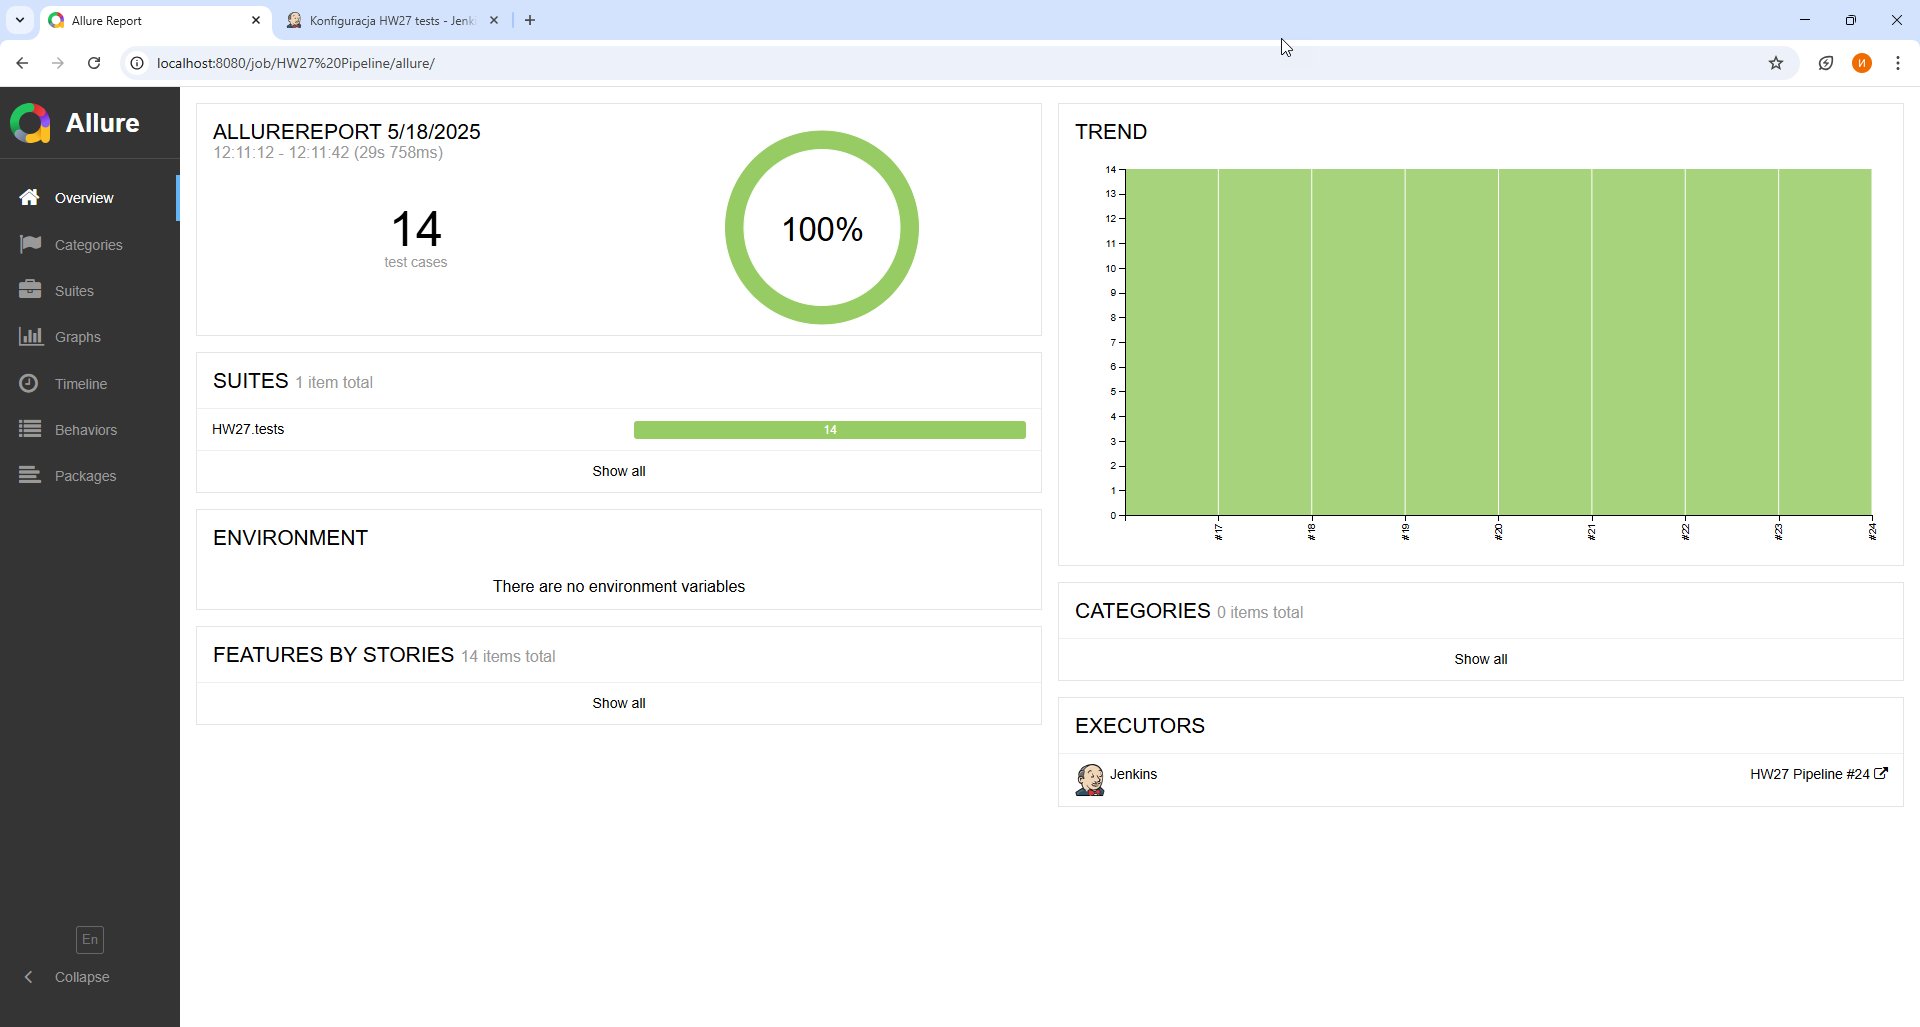 Allure Report
Konfiguracja HW27 tests - Jenki
localhost:8080/job/HW27%20Pipeline/allure/
И
Allure
Overview
Categories
Suites
Graphs
Timeline
Behaviors
Packages
En
Collapse
ALLUREREPORT 5/18/2025
12:11:12 - 12:11:42 (29s 758ms)
14
test cases
100%
SUITES 1 item total
HW27.tests
14
Show all
ENVIRONMENT
There are no environment variables
FEATURES BY STORIES 14 items total
Show all
TREND
14
13
12
11
10
9
8
7
6
5
4
3
2
1
0
#17
#18
#19
#20
#21
#22
#23
#24
CATEGORIES 0 items total
Show all
EXECUTORS
Jenkins
HW27 Pipeline #24